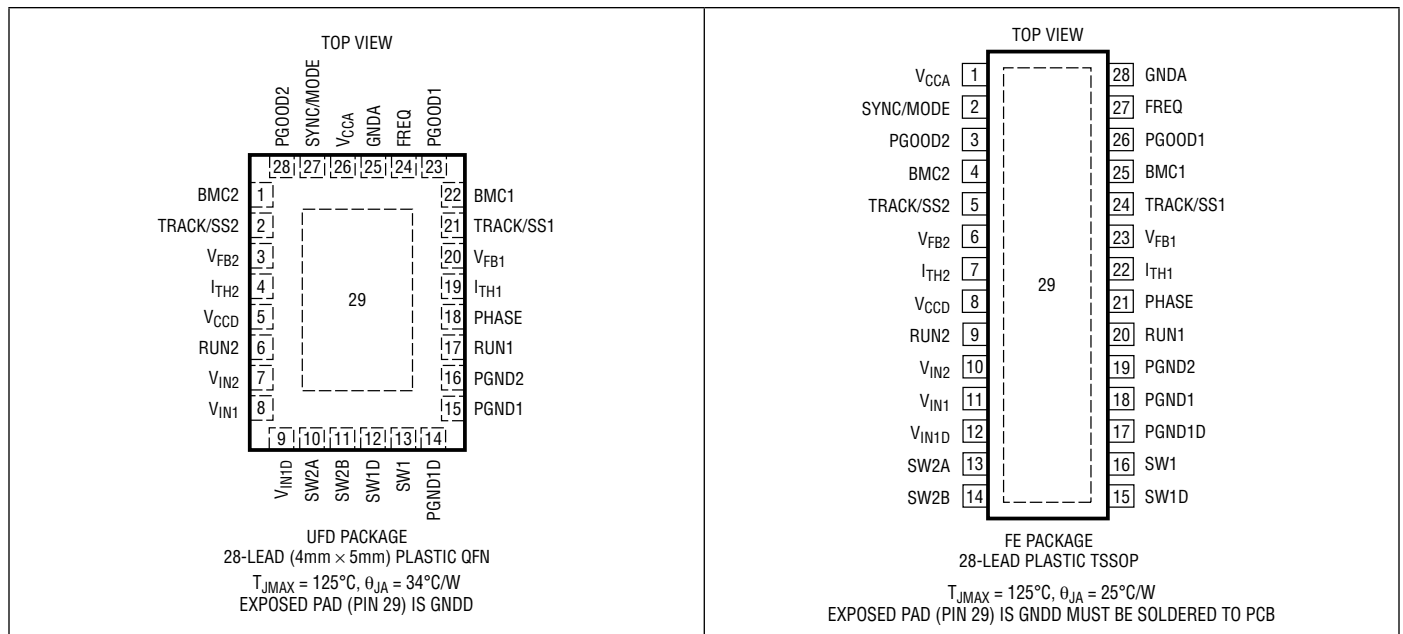 TOP VIEW
PGOOD2
SYNC/MODE
VCCA
GNDA
FREQ
PGOOD1
28 27 26 25 24 23
BMC2 1
TRACK/SS2 2
VFB2 3
ITH2 4
VCCD 5
RUN2 6
VIN2 7
VIN1 8
22 BMC1
21 TRACK/SS1
20 VFB1
19 ITH1
18 PHASE
17 RUN1
16 PGND2
15 PGND1
29
9 10 11 12 13 14
VIN1D
SW2A
SW2B
SW1D
SW1
PGND1D
UFD PACKAGE
28-LEAD (4mm × 5mm) PLASTIC QFN
TJMAX = 125°C, θJA = 34°C/W
EXPOSED PAD (PIN 29) IS GNDD
TOP VIEW
VCCA 1
SYNC/MODE 2
PGOOD2 3
BMC2 4
TRACK/SS2 5
VFB2 6
ITH2 7
VCCD 8
RUN2 9
VIN2 10
VIN1 11
VIN1D 12
SW2A 13
SW2B 14
29
28 GNDA
27 FREQ
26 PGOOD1
25 BMC1
24 TRACK/SS1
23 VFB1
22 ITH1
21 PHASE
20 RUN1
19 PGND2
18 PGND1
17 PGND1D
16 SW1
15 SW1D
FE PACKAGE
28-LEAD PLASTIC TSSOP
TJMAX = 125°C, θJA = 25°C/W
EXPOSED PAD (PIN 29) IS GNDD MUST BE SOLDERED TO PCB